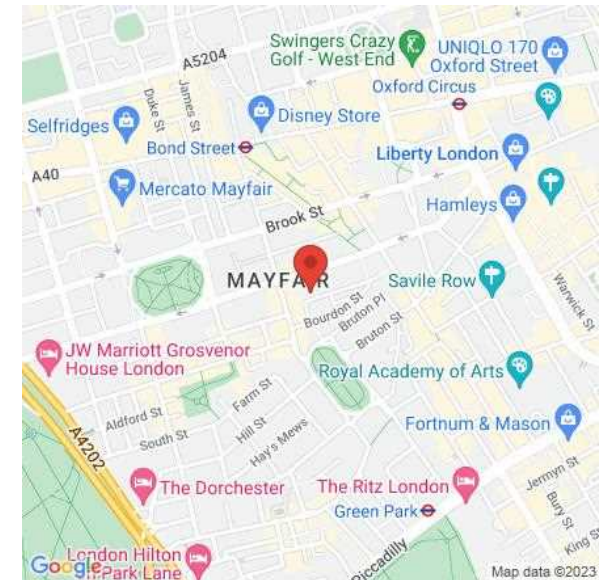 Swingers Crazy
Golf - West End
UNIQLO 170
Oxford Street
A5204
Oxford Circus
James St
Duke St
Disney Store
Selfridges
Bond Street
Liberty London
A40
Mercato Mayfair
Hamleys
Brook St
MAYFAIR
Savile Row
Warwick St
Bourdon St
Bruton Pl
Bruton St
JW Marriott Grosvenor
House London
Royal Academy of Arts
Farm St
Aldford St
Fortnum & Mason
Hill St
South St
Hay's Mews
A4202
Jermyn St
The Dorchester
The Ritz London
Bury St
Green Park
King St
Piccadilly
London Hilton
n Park Lane
Google
Map data ©2023